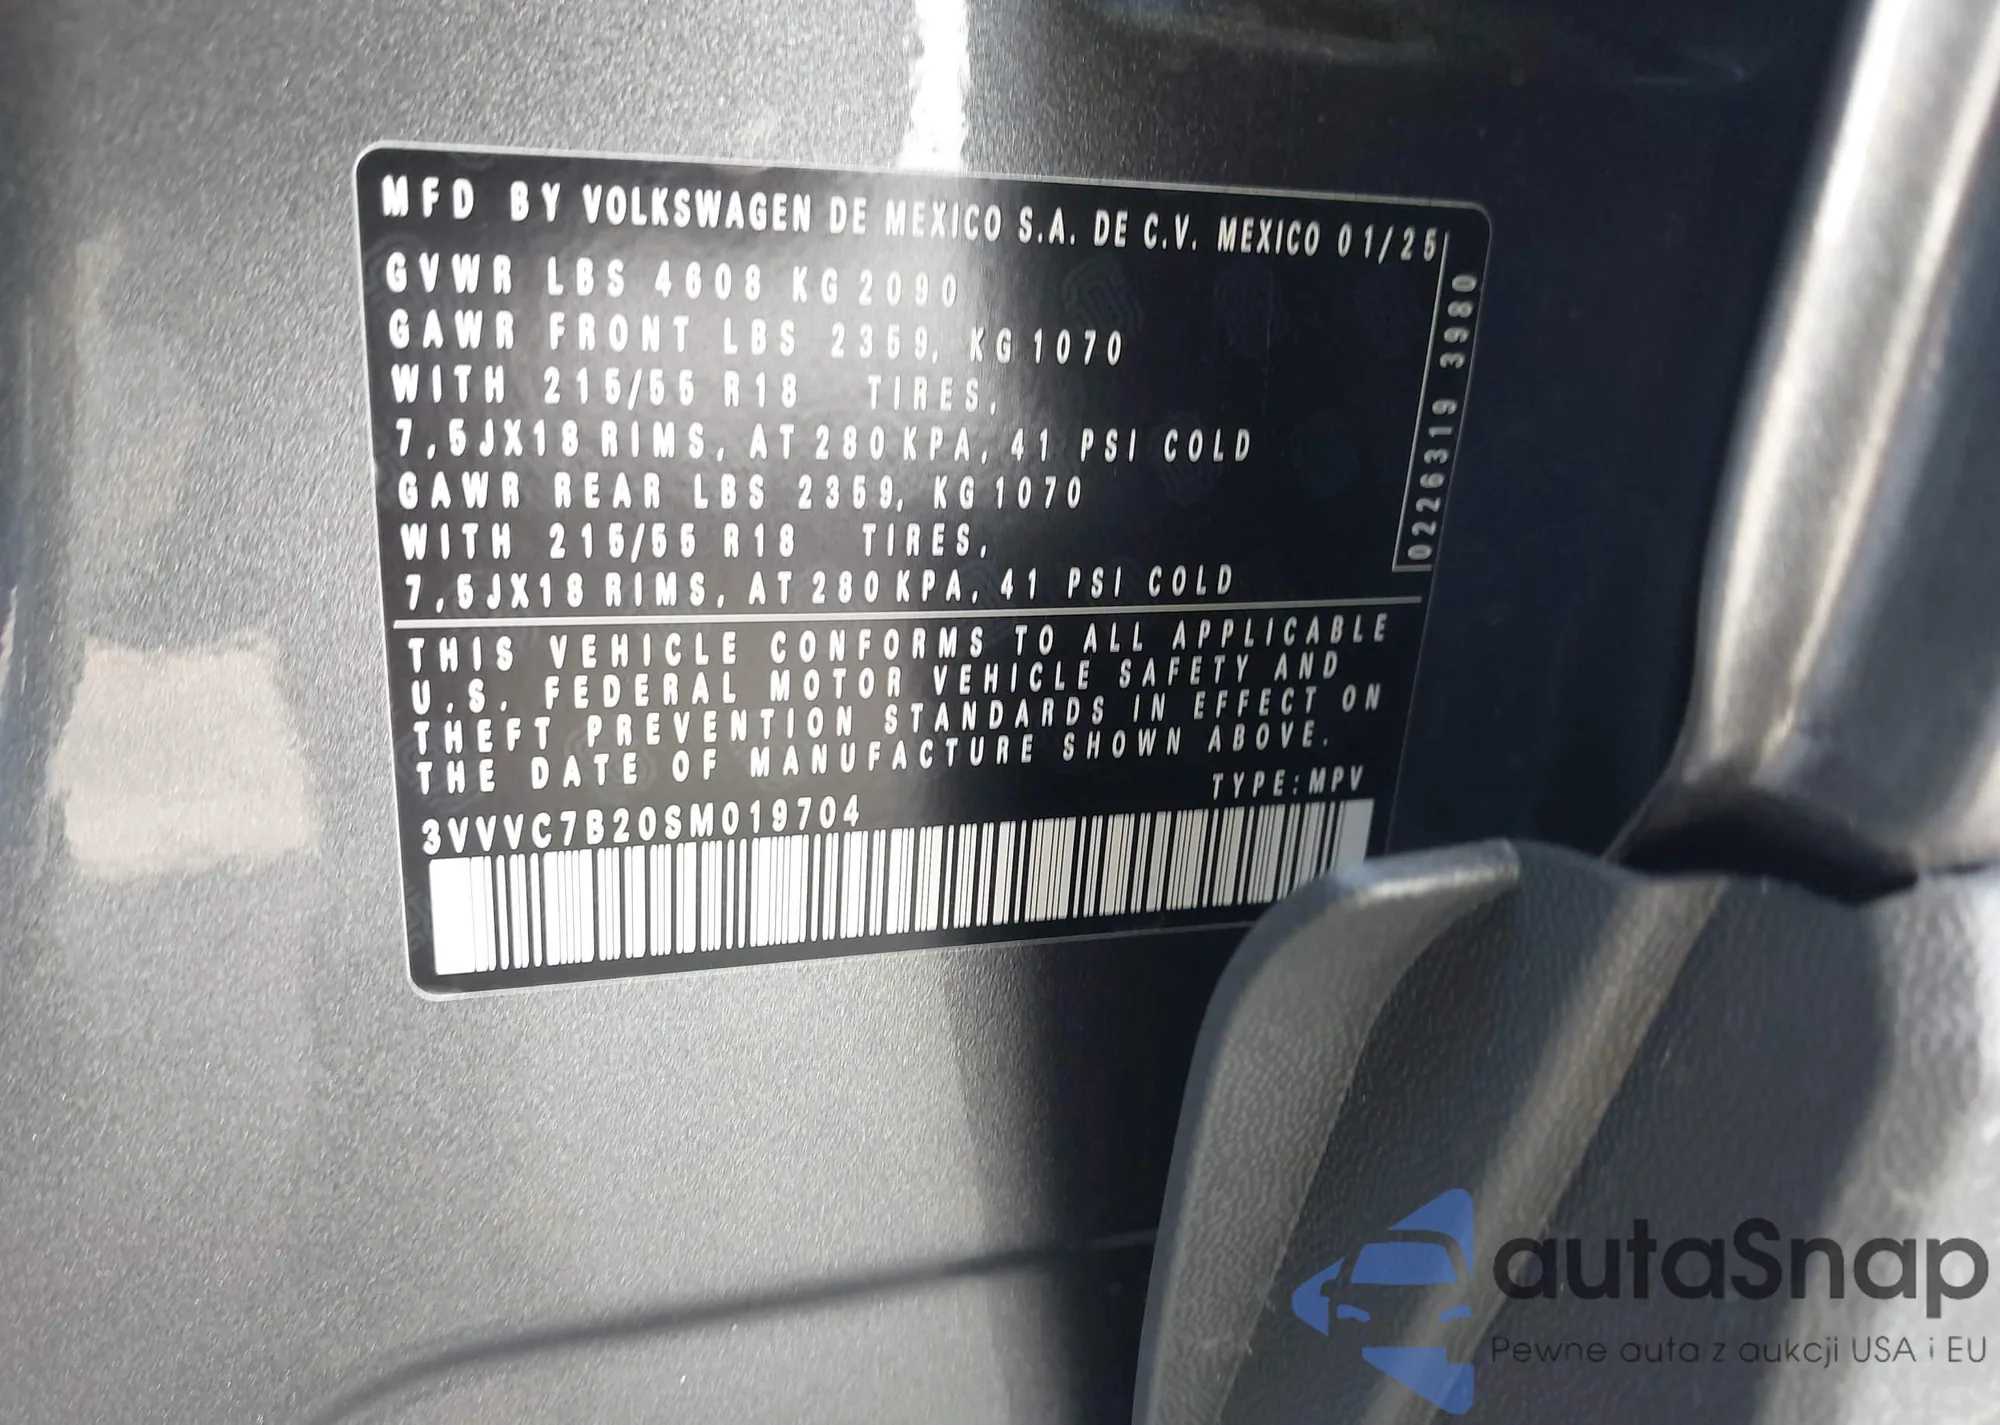 MFD BY VOLKSWAGEN DE MEXICO S.A. DE C.V. MEXICO 01/25
GVWR LBS 4608 KG 2090
GAWR FRONT LBS 2359, KG 1070
WITH 215/55 R18 TIRES,
7,5JX18 RIMS, AT 280 KPA, 41 PSI COLD
GAWR REAR LBS 2359, KG 1070
WITH 215/55 R18 TIRES,
7,5JX18 RIMS, AT 280 KPA, 41 PSI COLD
0226319 3980
THIS VEHICLE CONFORMS TO ALL APPLICABLE
U.S. FEDERAL MOTOR VEHICLE SAFETY AND
THEFT PREVENTION STANDARDS IN EFFECT ON
THE DATE OF MANUFACTURE SHOWN ABOVE.
TYPE:MPV
3VVVC7B20SM019704
autaSnap
Pewne auta z aukcji USA i EU